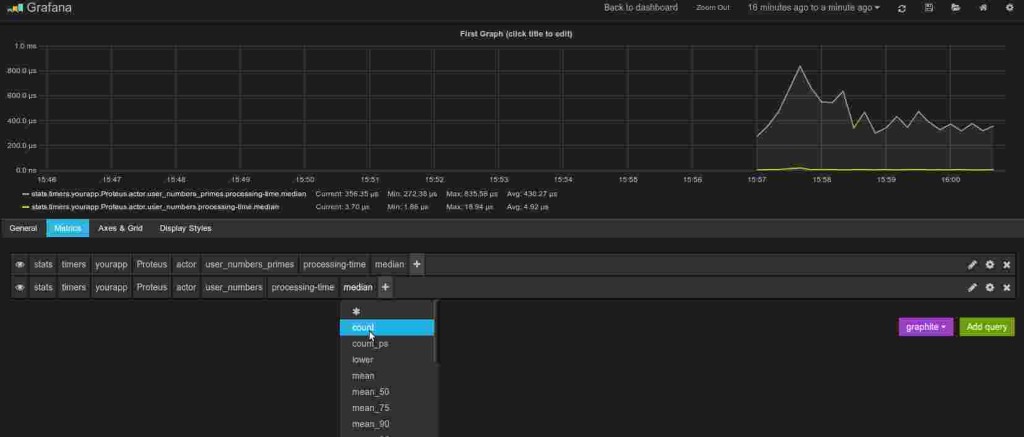 Grafana Back to dashboard Zoom Out 16 minutes ago to a minute ago
First Graph (click title to edit)
1.0 ms
800.0 µs
600.0 µs
400.0 µs
200.0 µs
0.0 ns
15:46 15:47 15:48 15:49 15:50 15:51 15:52 15:53 15:54 15:55 15:56 15:57 15:58 15:59 16:00
stats.timers.yourapp.Proteus.actor.user_numbers_primes.processing-time.median Current: 356.35 µs Min: 272.38 µs Max: 835.58 µs Avg: 430.27 µs
stats.timers.yourapp.Proteus.actor.user_numbers.processing-time.median Current: 3.70 µs Min: 1.86 µs Max: 18.94 µs Avg: 4.92 µs
General Metrics Axes & Grid Display Styles
stats timers yourapp Proteus actor user_numbers_primes processing-time median +
stats timers yourapp Proteus actor user_numbers processing-time median +
*
count
count_ps
lower
mean
mean_50
mean_75
mean_90
graphite Add query